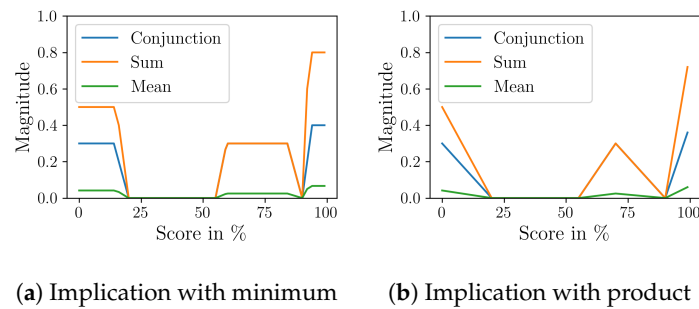 1.0
0.8
0.6
0.4
0.2
0.0
Magnitude
Conjunction
Sum
Mean
0 25 50 75 100
Score in %
(a) Implication with minimum
1.0
0.8
0.6
0.4
0.2
0.0
Magnitude
Conjunction
Sum
Mean
0 25 50 75 100
Score in %
(b) Implication with product